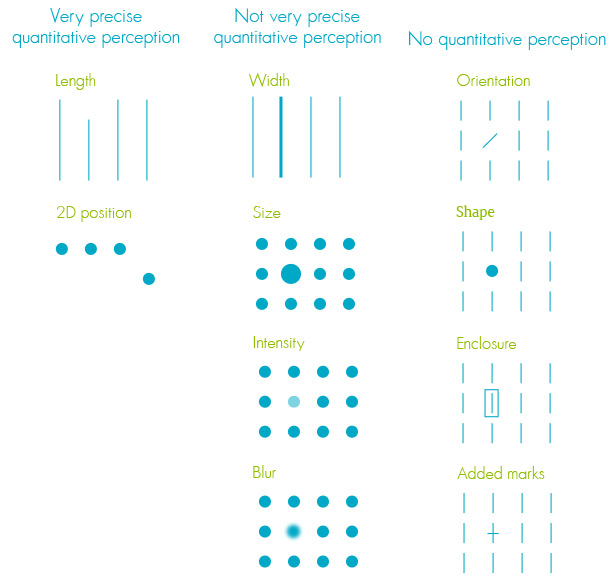 Very precise
quantitative perception
Length
2D position
Not very precise
quantitative perception
Width
Size
Intensity
Blur
No quantitative perception
Orientation
Shape
Enclosure
Added marks